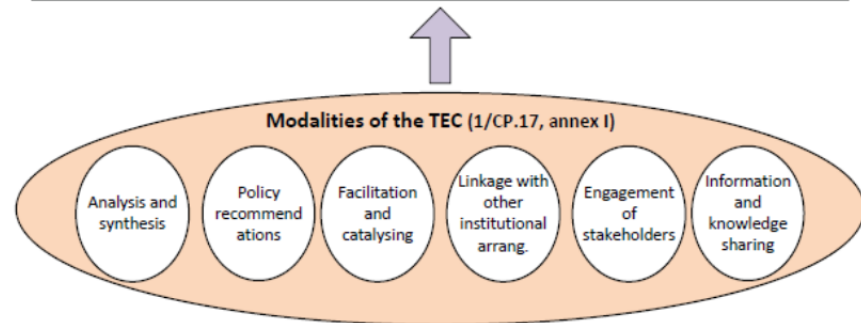 Modalities of the TEC (1/CP.17, annex I)
Analysis and
synthesis
Policy
recommend
ations
Facilitation
and
catalysing
Linkage with
other
institutional
arrang.
Engagement
of
stakeholders
Information
and
knowledge
sharing